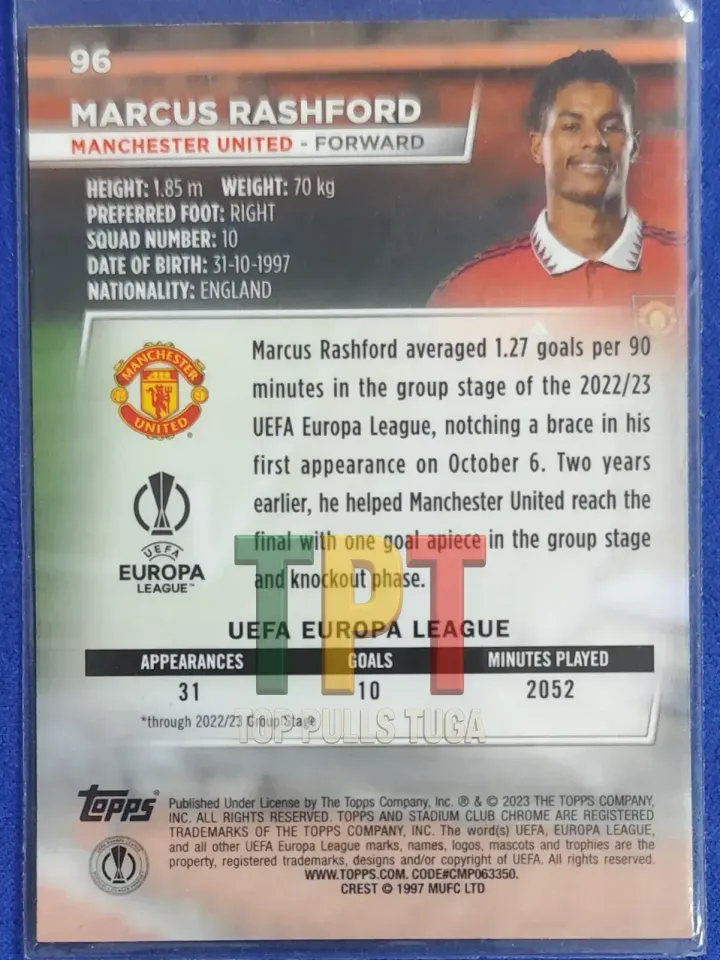 96
MARCUS RASHFORD
MANCHESTER UNITED - FORWARD
HEIGHT: 1.85 m WEIGHT: 70 kg
PREFERRED FOOT: RIGHT
SQUAD NUMBER: 10
DATE OF BIRTH: 31-10-1997
NATIONALITY: ENGLAND
MANCHESTER
UNITED
Marcus Rashford averaged 1.27 goals per 90
minutes in the group stage of the 2022/23
UEFA Europa League, notching a brace in his
first appearance on October 6. Two years
earlier, he helped Manchester United reach the
final with one goal apiece in the group stage
and knockout phase.
UEFA
EUROPA
LEAGUE™
TPT
TOP PULLS TUGA
UEFA EUROPA LEAGUE
APPEARANCES GOALS MINUTES PLAYED
31 10 2052
*through 2022/23 Group Stage
Topps®
Published Under License by The Topps Company, Inc. ® & © 2023 THE TOPPS COMPANY,
INC. ALL RIGHTS RESERVED. TOPPS AND STADIUM CLUB CHROME ARE REGISTERED
TRADEMARKS OF THE TOPPS COMPANY, INC. The word(s) UEFA, EUROPA LEAGUE,
and all other UEFA Europa League marks, names, logos, mascots and trophies are the
property, registered trademarks, designs and/or copyright of UEFA. All rights reserved.
WWW.TOPPS.COM. CODE#CMP063350.
CREST © 1997 MUFC LTD